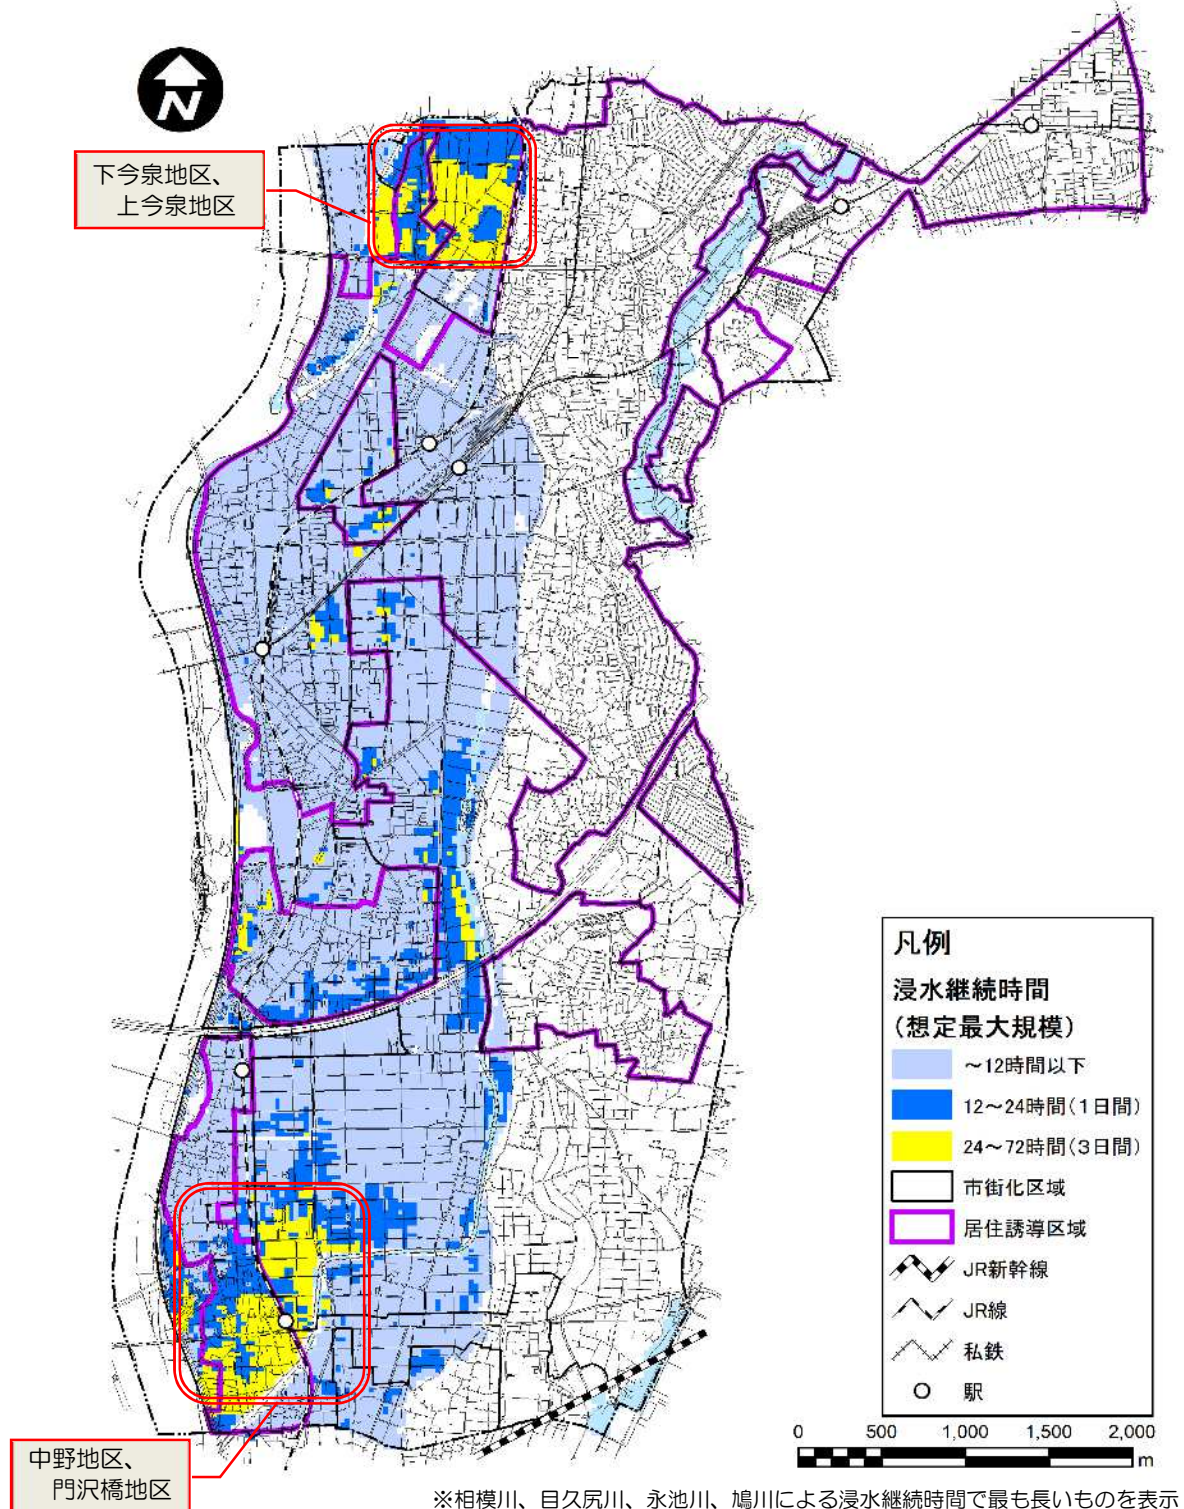 N
下今泉地区、
上今泉地区
凡例
浸水継続時間
(想定最大規模)
～12時間以下
12～24時間(1日間)
24～72時間(3日間)
市街化区域
居住誘導区域
JR新幹線
JR線
私鉄
駅
0 500 1,000 1,500 2,000
m
中野地区、
門沢橋地区
※相模川、目久尻川、永池川、鳩川による浸水継続時間で最も長いものを表示